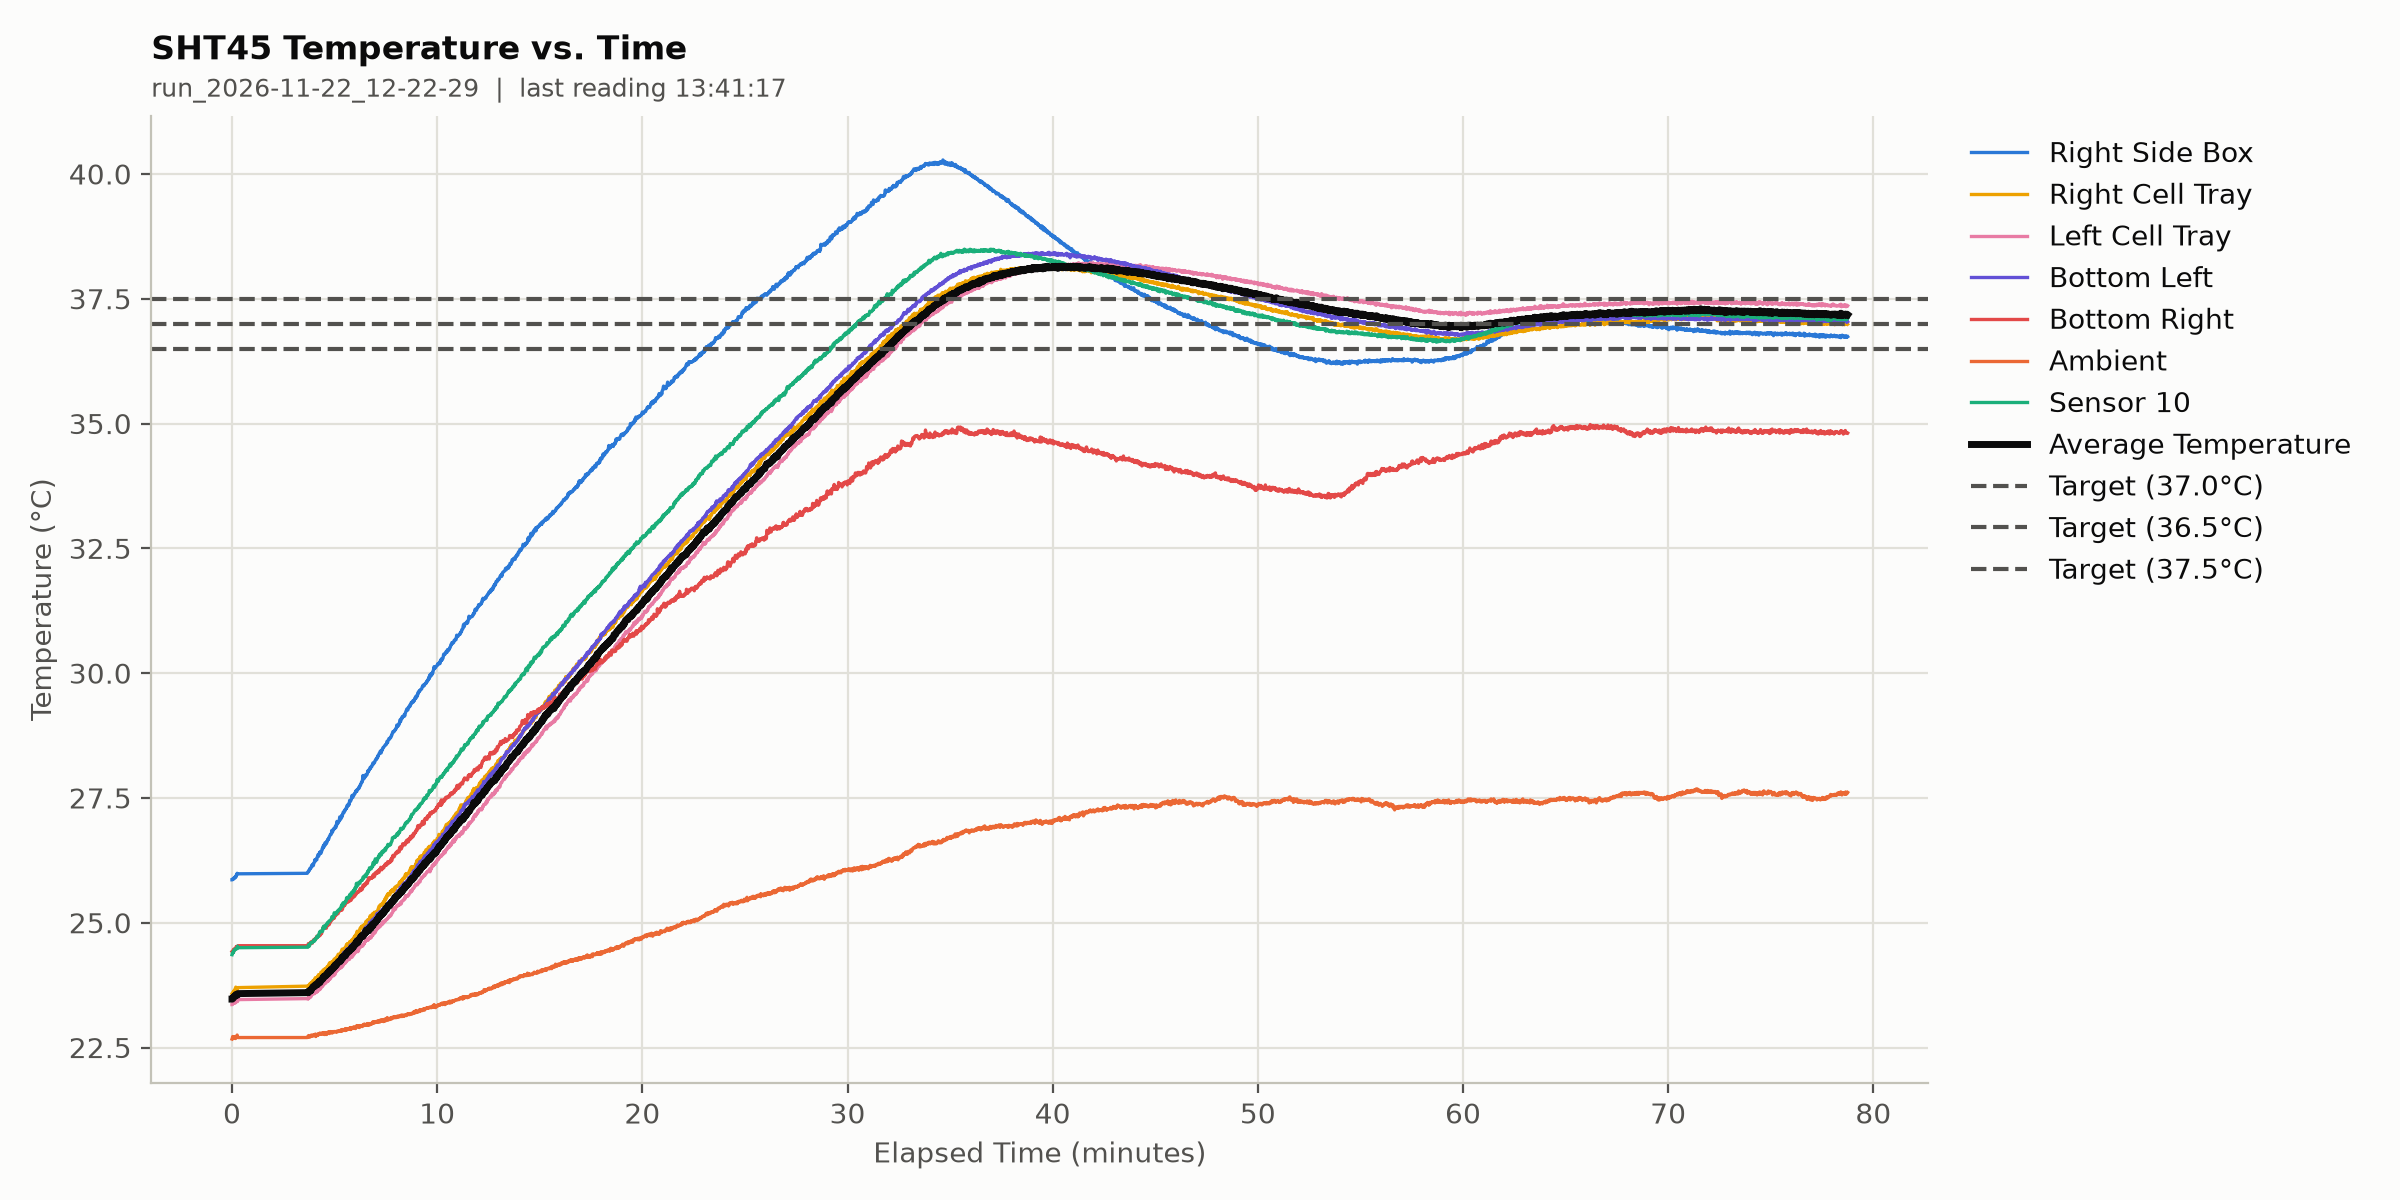 SHT45 Temperature vs. Time
run_2026-11-22_12-22-29 | last reading 13:41:17
Temperature (°C)
40.0
37.5
35.0
32.5
30.0
27.5
25.0
22.5
0 10 20 30 40 50 60 70 80
Elapsed Time (minutes)
Right Side Box
Right Cell Tray
Left Cell Tray
Bottom Left
Bottom Right
Ambient
Sensor 10
Average Temperature
Target (37.0°C)
Target (36.5°C)
Target (37.5°C)